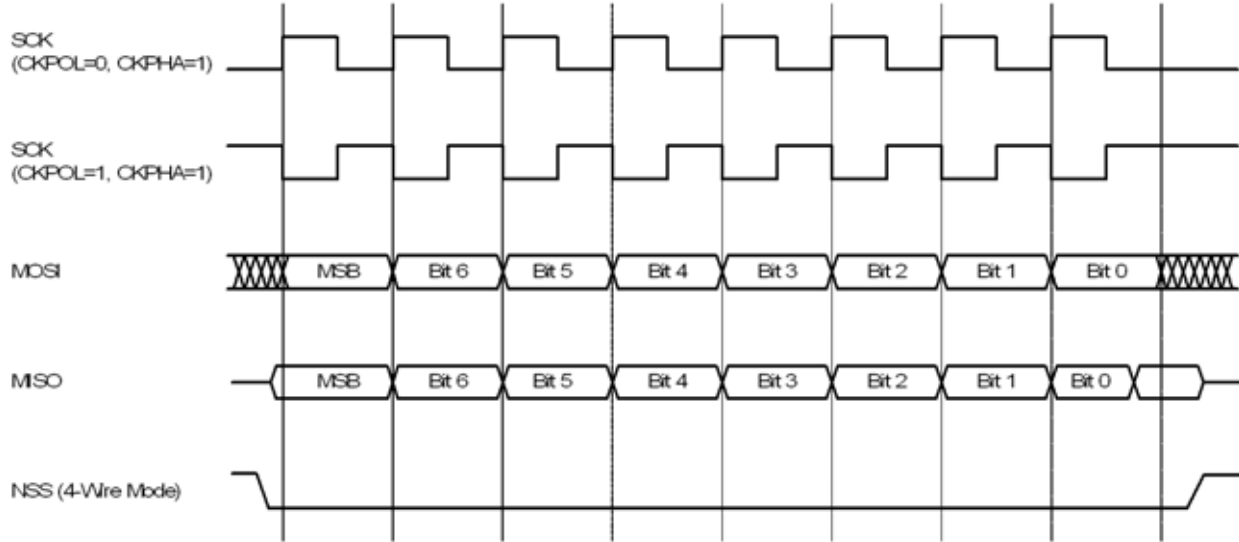 SCK
(CKPOL=0, CKPHA=1)
SCK
(CKPOL=1, CKPHA=1)
MOSI
MSB Bit 6 Bit 5 Bit 4 Bit 3 Bit 2 Bit 1 Bit 0
MISO
MSB Bit 6 Bit 5 Bit 4 Bit 3 Bit 2 Bit 1 Bit 0
NSS (4-Wire Mode)